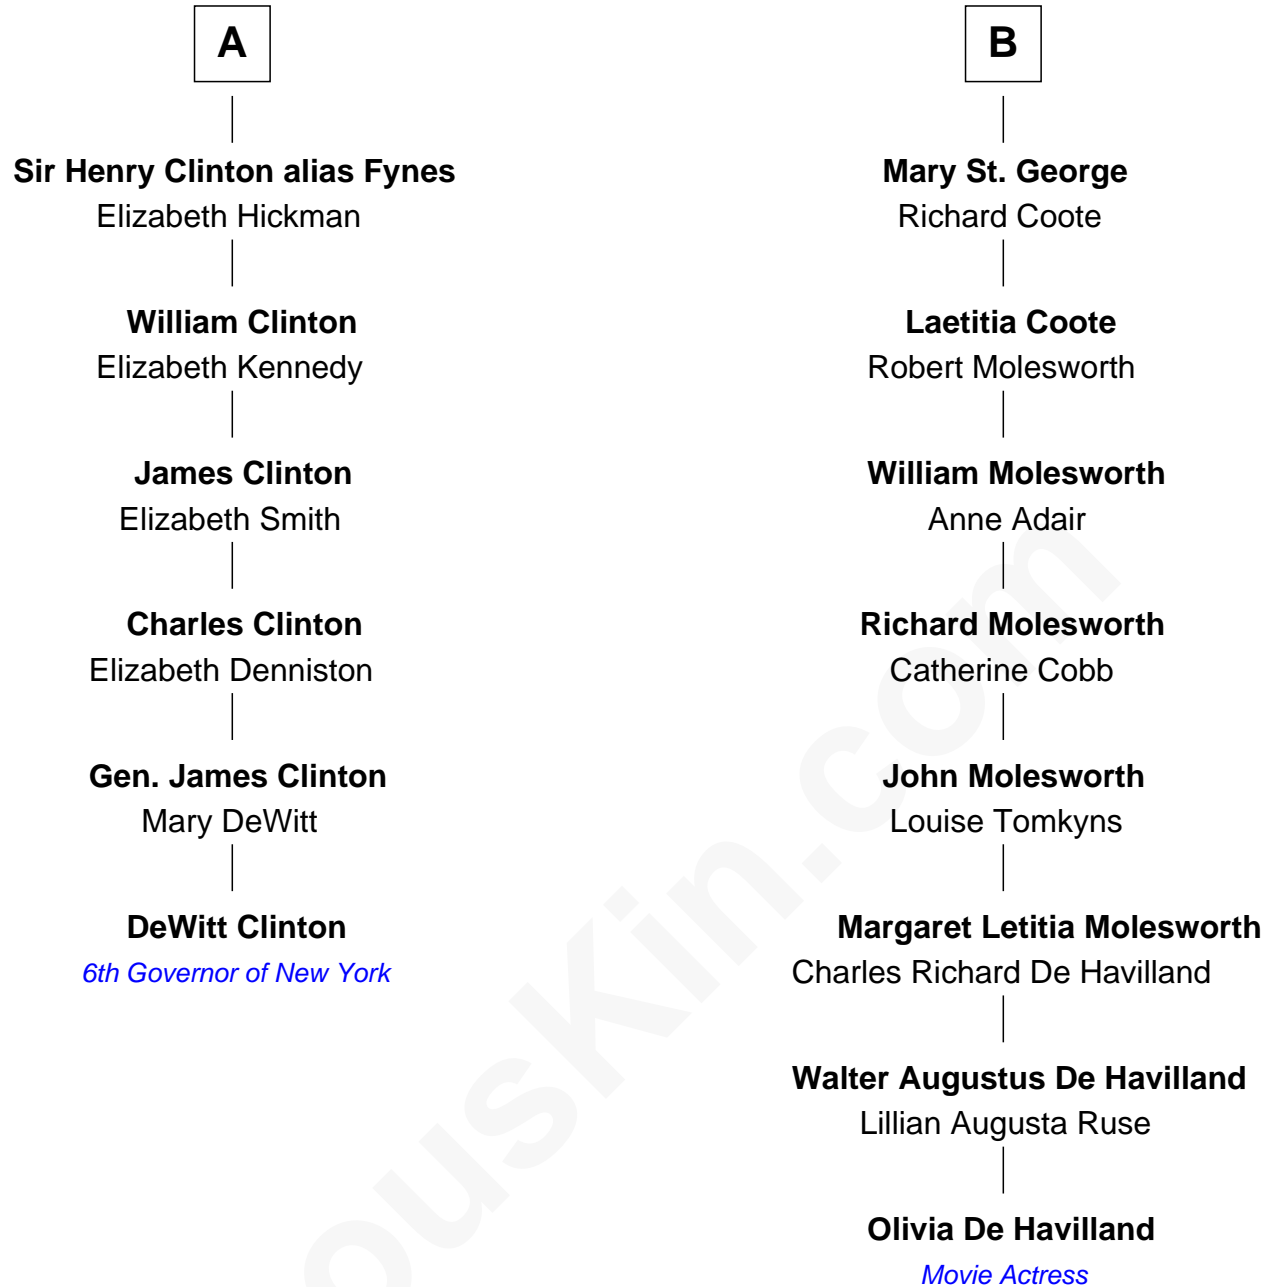 A
Sir Henry Clinton alias Fynes
Elizabeth Hickman
William Clinton
Elizabeth Kennedy
James Clinton
Elizabeth Smith
Charles Clinton
Elizabeth Denniston
Gen. James Clinton
Mary DeWitt
DeWitt Clinton
6th Governor of New York
B
Mary St. George
Richard Coote
Laetitia Coote
Robert Molesworth
William Molesworth
Anne Adair
Richard Molesworth
Catherine Cobb
John Molesworth
Louise Tomkyns
Margaret Letitia Molesworth
Charles Richard De Havilland
Walter Augustus De Havilland
Lillian Augusta Ruse
Olivia De Havilland
Movie Actress
ousKin.com